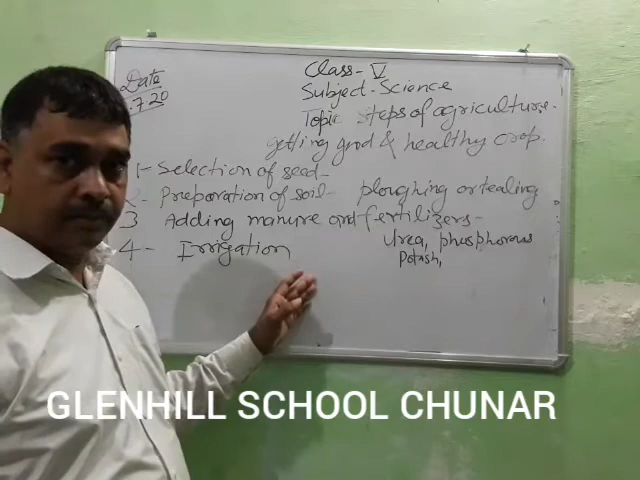 Date
.7.20
Class-V
Subject-Science
Topic steps of agriculture.
getting good & healthy crop.
1- Selection of seed-
2- Preparation of soil- ploughing or tealing
3 Adding manure and fertilizers-
Urea, phosphorous
Potash,
4- Irrigation
GLENHILL SCHOOL CHUNAR